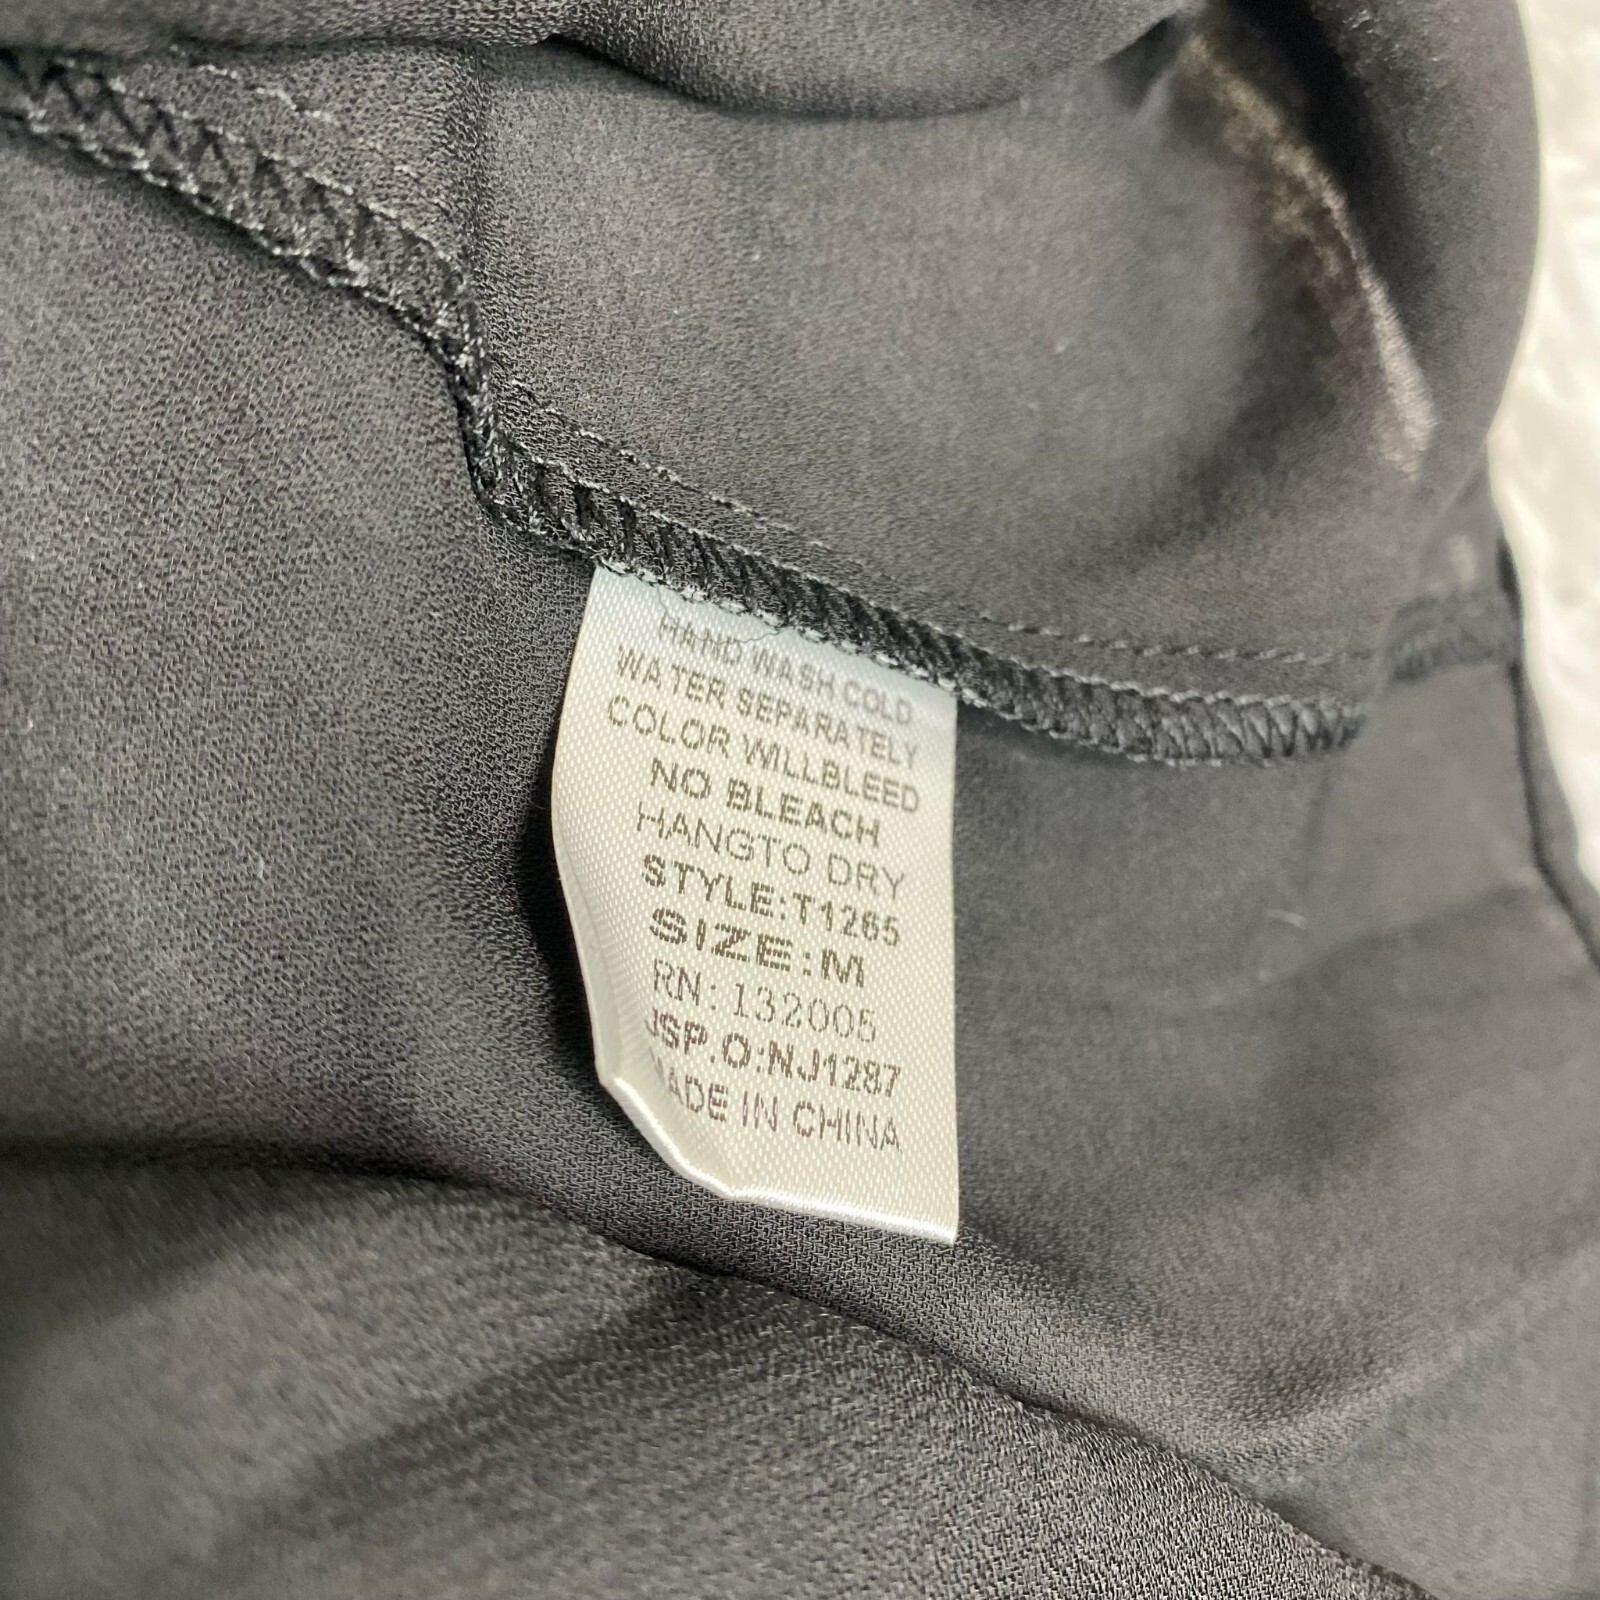 HAND WASH COLD
WATER SEPARATELY
COLOR WILLBLEED
NO BLEACH
HANGTO DRY
STYLE:T1265
SIZE:M
RN:132005
JSP.O:NJ1287
MADE IN CHINA